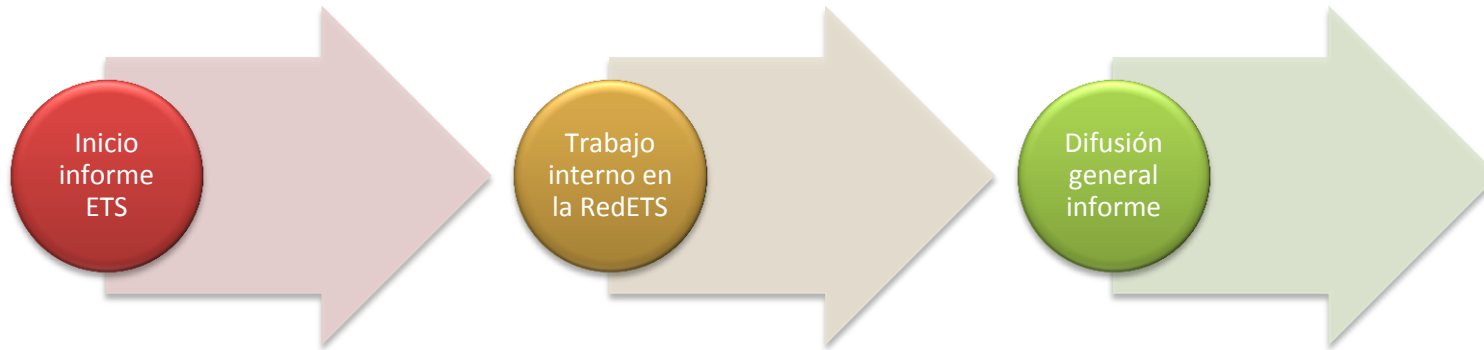 Inicio
informe
ETS
Trabajo
interno en
la RedETS
Difusión
general
informe